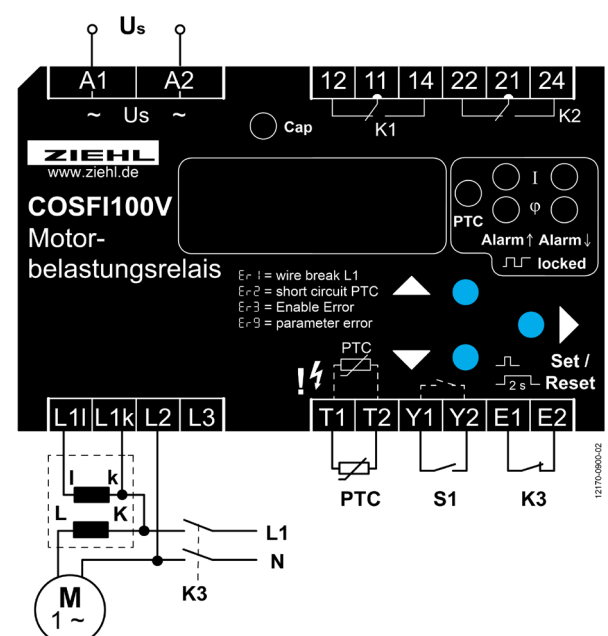 Us
A1 A2
~ Us ~
12 11 14 22 21 24
K1
K2
Cap
ZIEHL
www.ziehl.de
COSFI100V
Motor-
belastungsrelais
PTC
I
φ
Alarm↑ Alarm↓
locked
Er1 = wire break L1
Er2 = short circuit PTC
Er3 = Enable Error
Er9 = parameter error
PTC
Set /
2 s
Reset
!
L1l L1k L2 L3
T1 T2 Y1 Y2 E1 E2
PTC
S1
K3
12170-0900-02
l k
L K
L1
N
K3
M
1 ~